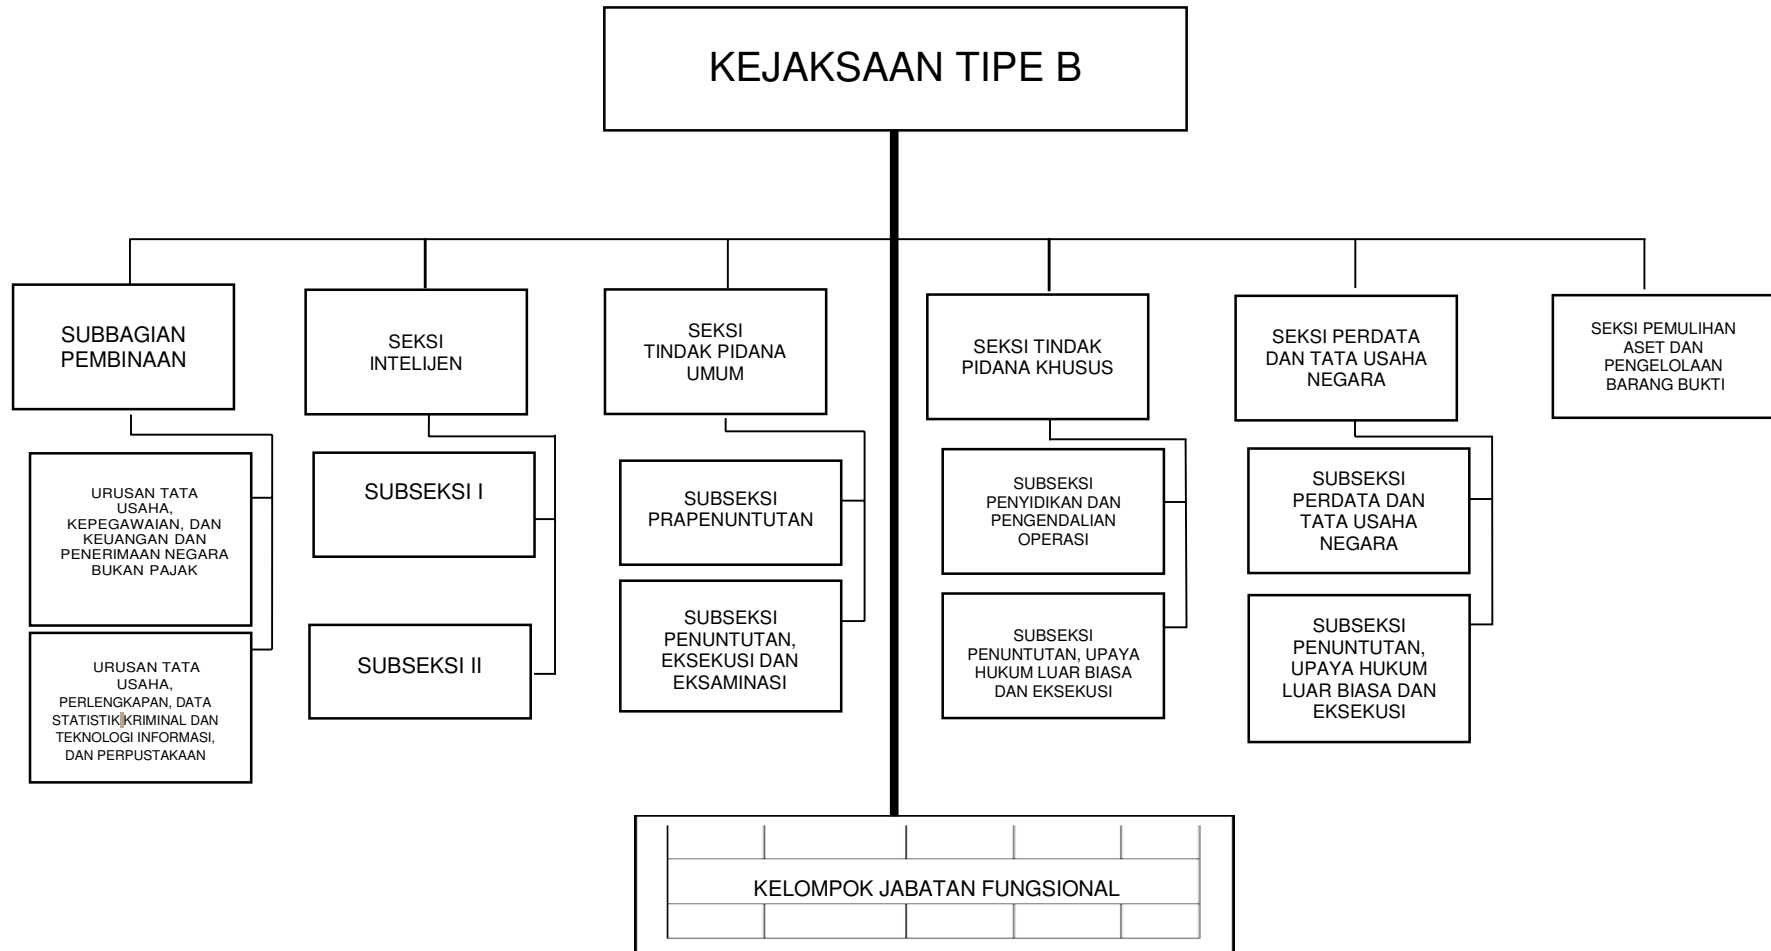 KEJAKSAAN TIPE B
SUBBAGIAN
PEMBINAAN
SEKSI
INTELIJEN
SEKSI
TINDAK PIDANA
UMUM
SEKSI TINDAK
PIDANA KHUSUS
SEKSI PERDATA
DAN TATA USAHA
NEGARA
SEKSI PEMULIHAN
ASET DAN
PENGELOLAAN
BARANG BUKTI
URUSAN TATA
USAHA,
KEPEGAWAIAN, DAN
KEUANGAN DAN
PENERIMAAN NEGARA
BUKAN PAJAK
SUBSEKSI I
SUBSEKSI
PRAPENUNTUTAN
SUBSEKSI
PENYIDIKAN DAN
PENGENDALIAN
OPERASI
SUBSEKSI
PERDATA DAN
TATA USAHA
NEGARA
URUSAN TATA
USAHA,
PERLENGKAPAN, DATA
STATISTIK KRIMINAL DAN
TEKNOLOGI INFORMASI,
DAN PERPUSTAKAAN
SUBSEKSI II
SUBSEKSI
PENUNTUTAN,
EKSEKUSI DAN
EKSAMINASI
SUBSEKSI
PENUNTUTAN, UPAYA
HUKUM LUAR BIASA
DAN EKSEKUSI
SUBSEKSI
PENUNTUTAN,
UPAYA HUKUM
LUAR BIASA DAN
EKSEKUSI
KELOMPOK JABATAN FUNGSIONAL